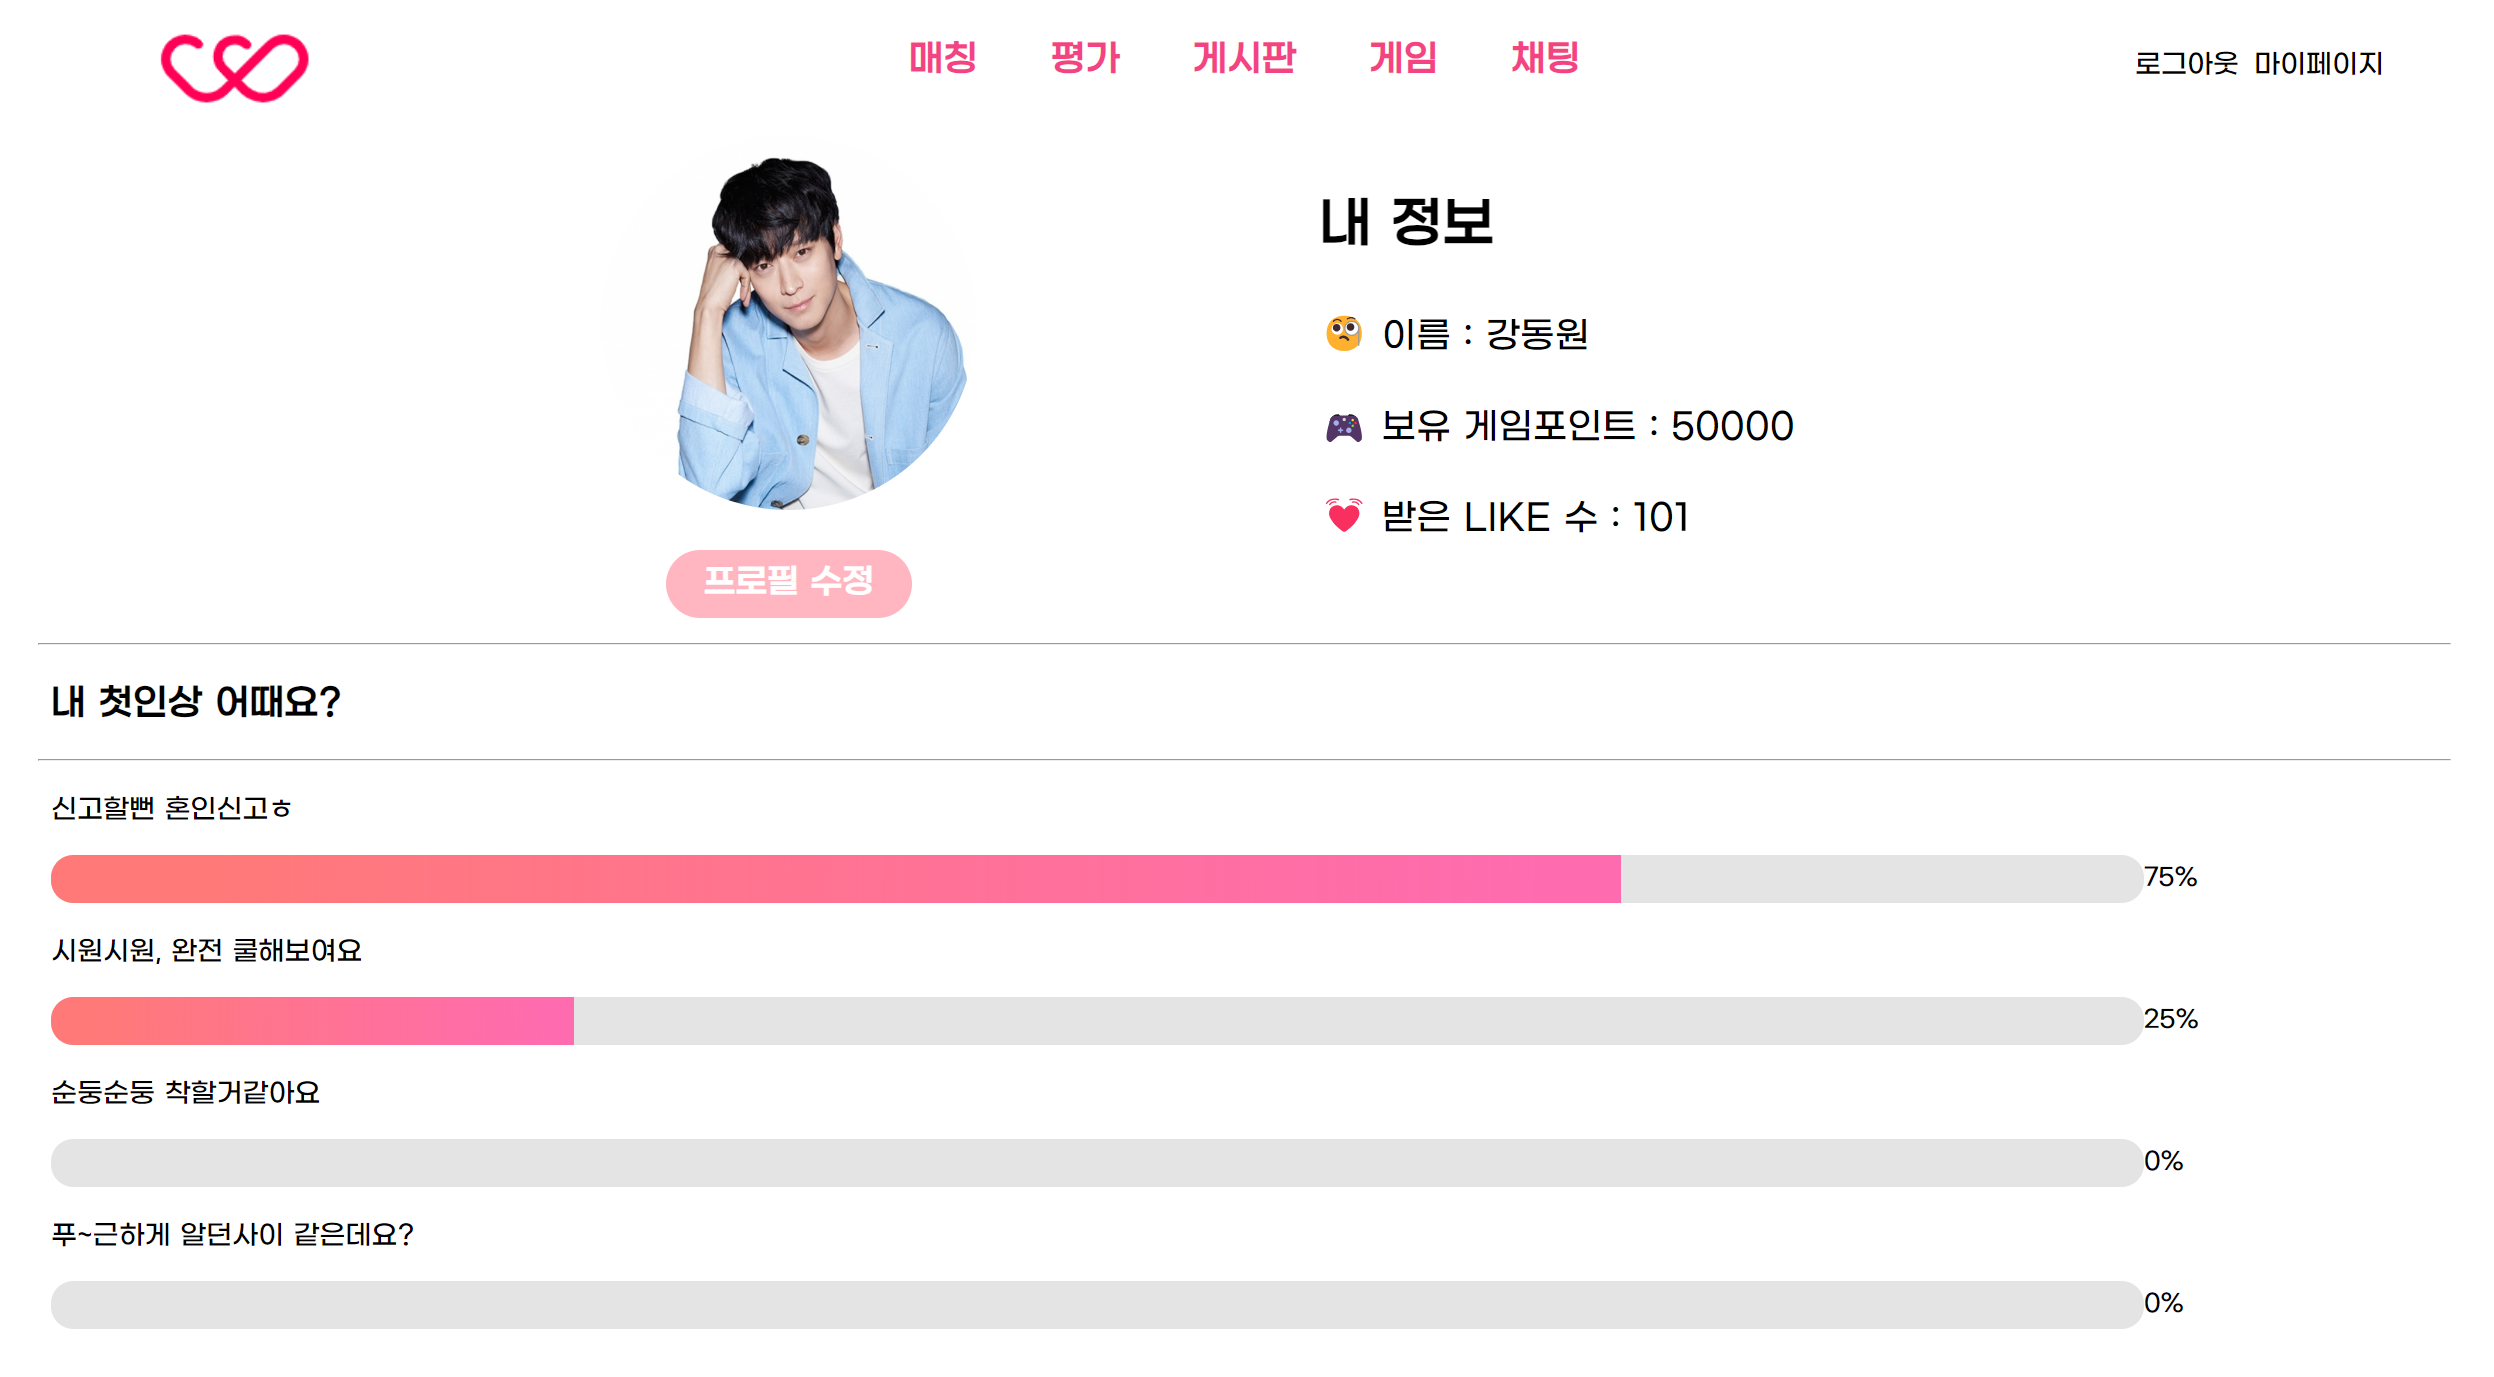 매칭 평가 게시판 게임 채팅
로그아웃 마이페이지
내 정보
이름 : 강동원
보유 게임포인트 : 50000
받은 LIKE 수 : 101
프로필 수정
내 첫인상 어때요?
신고할뻔 혼인신고ㅎ
75%
시원시원, 완전 쿨해보여요
25%
순둥순둥 착할거같아요
0%
푸~근하게 알던사이 같은데요?
0%